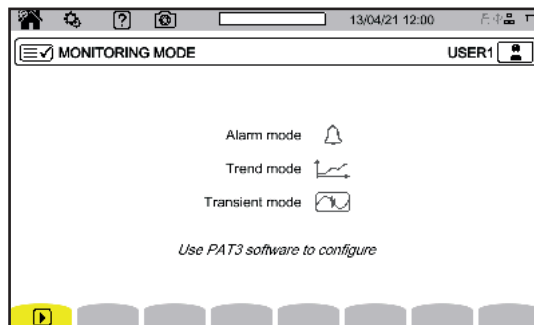 13/04/21 12:00
MONITORING MODE USER1
Alarm mode
Trend mode
Transient mode
Use PAT3 software to configure